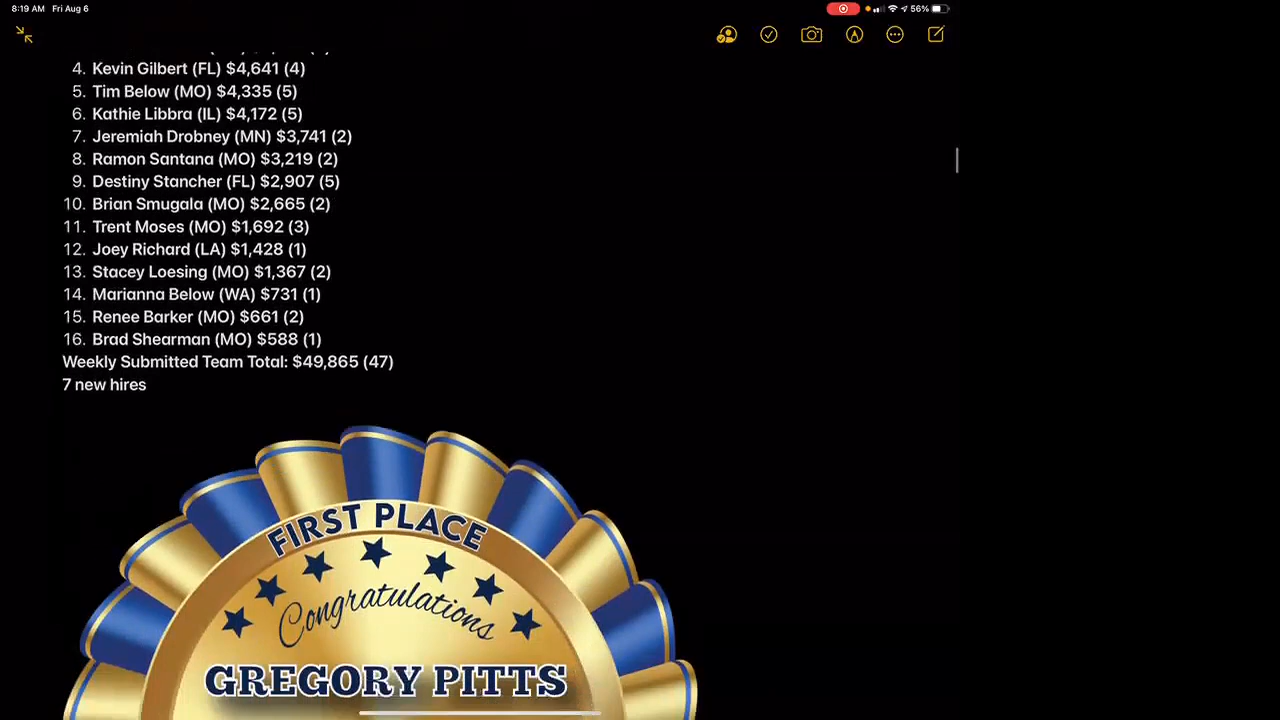 8:19 AM Fri Aug 6
56%
4. Kevin Gilbert (FL) $4,641 (4)
5. Tim Below (MO) $4,335 (5)
6. Kathie Libbra (IL) $4,172 (5)
7. Jeremiah Drobney (MN) $3,741 (2)
8. Ramon Santana (MO) $3,219 (2)
9. Destiny Stancher (FL) $2,907 (5)
10. Brian Smugala (MO) $2,665 (2)
11. Trent Moses (MO) $1,692 (3)
12. Joey Richard (LA) $1,428 (1)
13. Stacey Loesing (MO) $1,367 (2)
14. Marianna Below (WA) $731 (1)
15. Renee Barker (MO) $661 (2)
16. Brad Shearman (MO) $588 (1)
Weekly Submitted Team Total: $49,865 (47)
7 new hires
FIRST PLACE
Congratulations
GREGORY PITTS